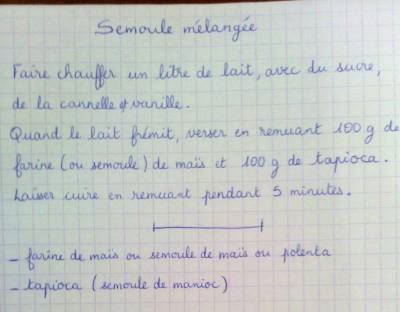 Semoule mélangée
Faire chauffer un litre de lait, avec du sucre,
de la cannelle & vanille.
Quand le lait frémit, verser en remuant 100 g de
farine (ou semoule) de maïs et 100 g de tapioca.
Laisser cuire en remuant pendant 5 minutes.
- farine de maïs ou semoule de maïs ou polenta
- tapioca (semoule de manioc)